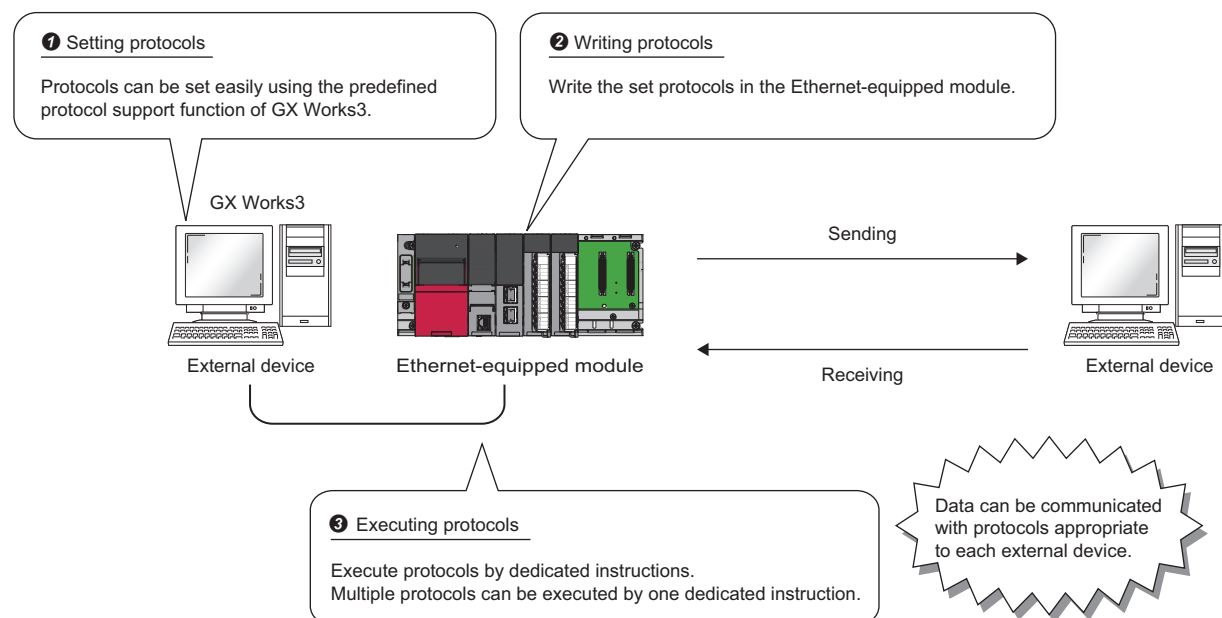 ❶ Setting protocols
Protocols can be set easily using the predefined
protocol support function of GX Works3.
❷ Writing protocols
Write the set protocols in the Ethernet-equipped module.
GX Works3
External device
Ethernet-equipped module
Sending
Receiving
External device
❸ Executing protocols
Execute protocols by dedicated instructions.
Multiple protocols can be executed by one dedicated instruction.
Data can be communicated
with protocols appropriate
to each external device.